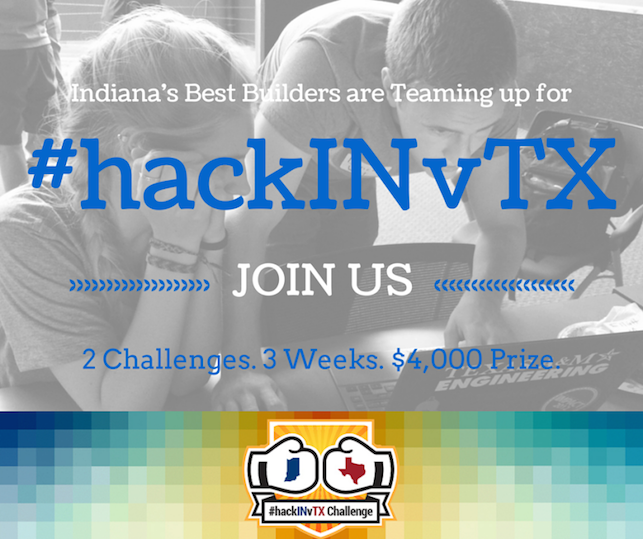 Indiana's Best Builders are Teaming up for
#hackINvTX
JOIN US
2 Challenges. 3 Weeks. $4,000 Prize.
ENGINEERING
#hackINvTX Challenge